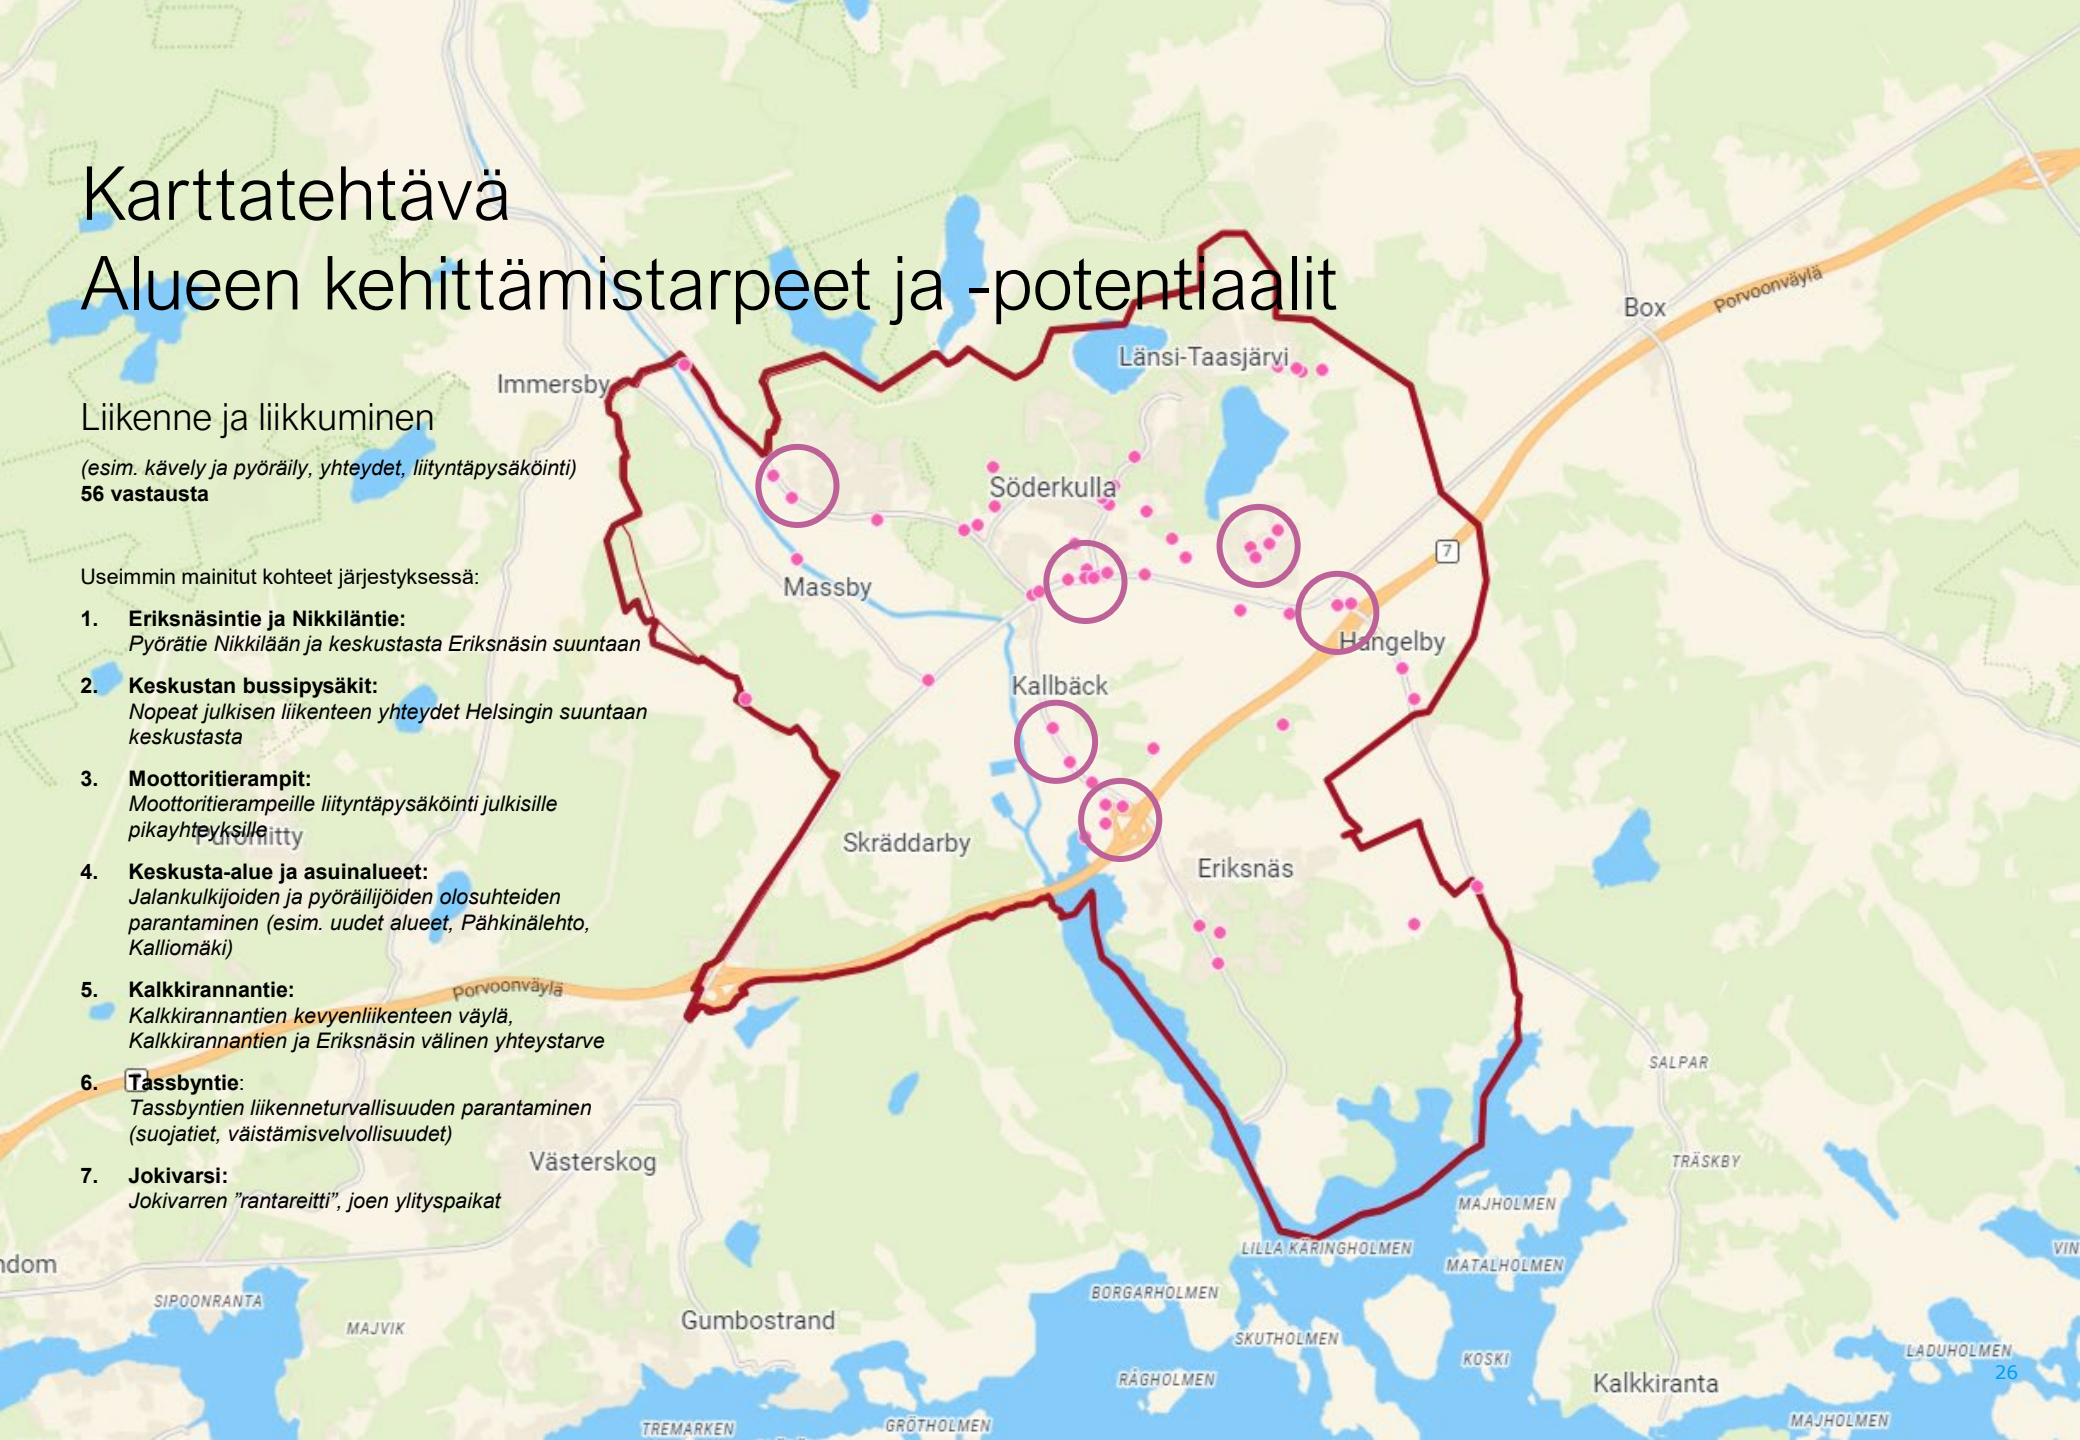 Karttatehtävä
Alueen kehittämistarpeet ja -potentiaalit
Liikenne ja liikkuminen
(esim. kävely ja pyöräily, yhteydet, liityntäpysäköinti)
56 vastausta
Useimmin mainitut kohteet järjestyksessä:
1. Eriksnäsintie ja Nikkiläntie:
Pyörätie Nikkilään ja keskustasta Eriksnäsin suuntaan
2. Keskustan bussipysäkit:
Nopeat julkisen liikenteen yhteydet Helsingin suuntaan
keskustasta
3. Moottoritierampit:
Moottoritierampeille liityntäpysäköinti julkisille
pikayhteyksille
4. Keskusta-alue ja asuinalueet:
Jalankulkijoiden ja pyöräilijöiden olosuhteiden
parantaminen (esim. uudet alueet, Pähkinälehto,
Kalliomäki)
5. Kalkkirannantie:
Kalkkirannantien kevyenliikenteen väylä,
Kalkkirannantien ja Eriksnäsin välinen yhteystarve
6. Tassbyntie:
Tassbyntien liikenneturvallisuuden parantaminen
(suojatiet, väistämisvelvollisuudet)
7. Jokivarsi:
Jokivarren ”rantareitti”, joen ylityspaikat
Box
Porvoonväylä
Länsi-Taasjärvi
Immersby
Söderkulla
7
Massby
Hangelby
Kallbäck
Skräddarby
Eriksnäs
Porvoonväylä
SALPAR
Västerskog
TRÄSKBY
MAJHOLMEN
LILLA KÄRINGHOLMEN
VIN
ndom
MATALHOLMEN
BORGARHOLMEN
SIPOONRANTA
Gumbostrand
MAJVIK
SKUTHOLMEN
LADUHOLMEN
KOSKI
26
RÅGHOLMEN
Kalkkiranta
MAJHOLMEN
GRÖTHOLMEN
TREMARKEN